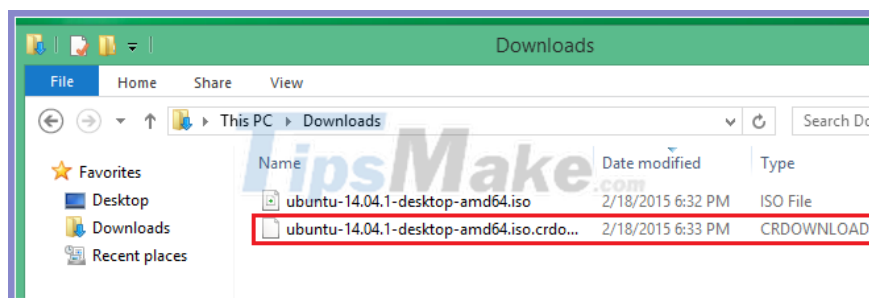 Downloads
File Home Share View
This PC Downloads Search Do
TipsMake.com
Favorites
Desktop
Downloads
Recent places
Name Date modified Type
ubuntu-14.04.1-desktop-amd64.iso 2/18/2015 6:32 PM ISO File
ubuntu-14.04.1-desktop-amd64.iso.crdo... 2/18/2015 6:33 PM CRDOWNLOAD